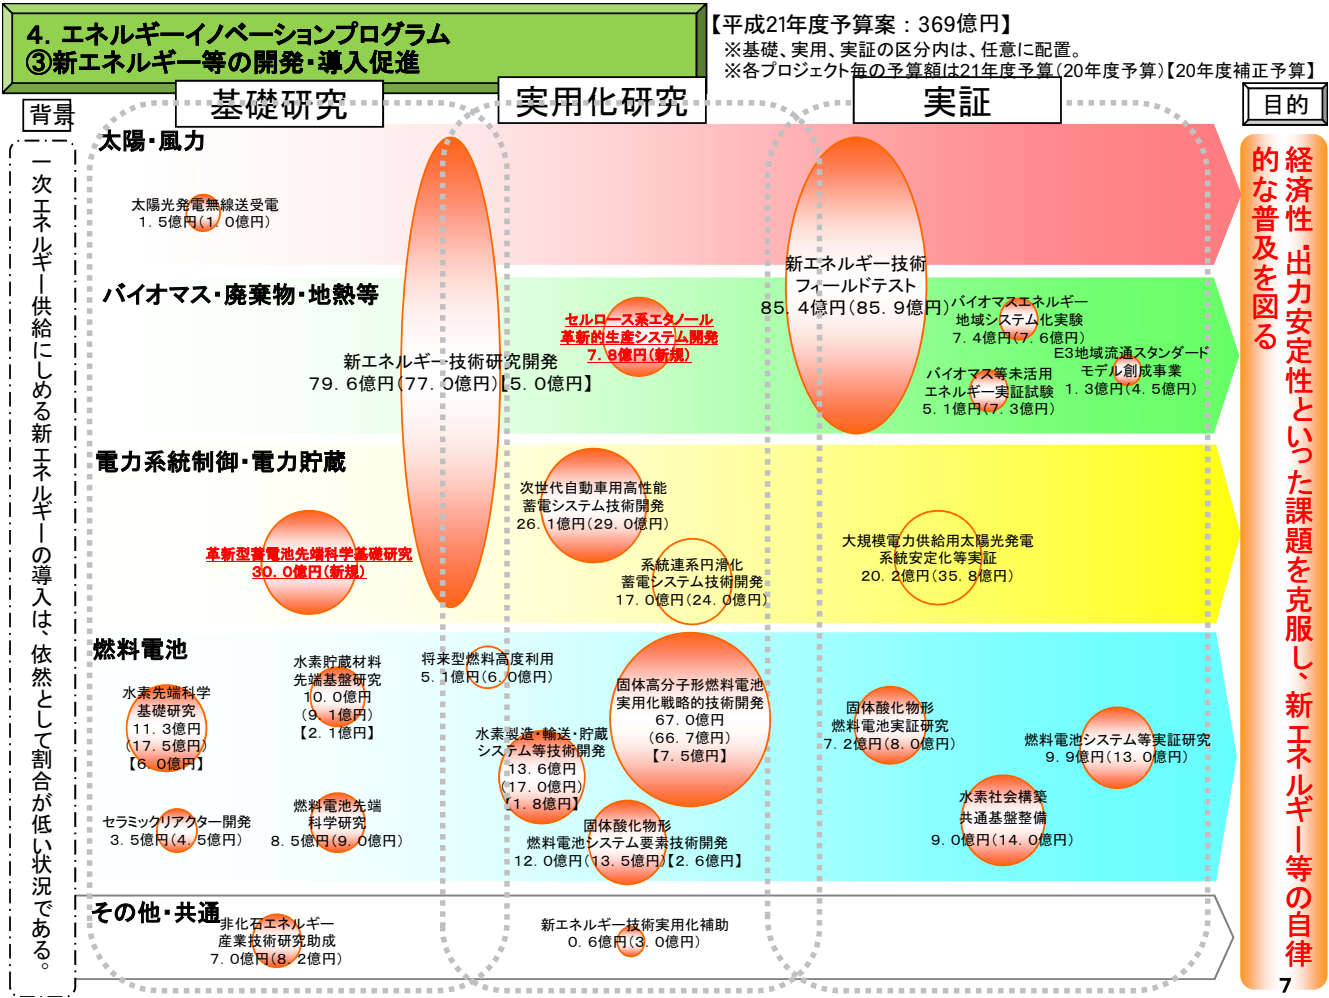 4．エネルギーイノベーションプログラム
③新エネルギー等の開発・導入促進
【平成21年度予算案：369億円】
※基礎、実用、実証の区分内は、任意に配置。
※各プロジェクト毎の予算額は21年度予算(20年度予算)【20年度補正予算】
背景
基礎研究
実用化研究
実証
目的
一次エネルギー供給にしめる新エネルギーの導入は、依然として割合が低い状況である。
太陽・風力
太陽光発電無線送受電
1．5億円(1．0億円)
バイオマス・廃棄物・地熱等
新エネルギー技術研究開発
79．6億円(77．0億円)【5．0億円】
セルロース系エタノール
革新的生産システム開発
7．8億円(新規)
新エネルギー技術
フィールドテスト
85．4億円(85．9億円)
バイオマスエネルギー
地域システム化実験
7．4億円(7．6億円)
E3地域流通スタンダード
モデル創成事業
1．3億円(4．5億円)
バイオマス等未活用
エネルギー実証試験
5．1億円(7．3億円)
電力系統制御・電力貯蔵
革新型蓄電池先端科学基礎研究
30．0億円(新規)
次世代自動車用高性能
蓄電システム技術開発
26．1億円(29．0億円)
系統連系円滑化
蓄電システム技術開発
17．0億円(24．0億円)
大規模電力供給用太陽光発電
系統安定化等実証
20．2億円(35．8億円)
燃料電池
水素先端科学
基礎研究
11．3億円
(17．5億円)
【6．0億円】
水素貯蔵材料
先端基盤研究
10．0億円
(9．1億円)
【2．1億円】
将来型燃料高度利用
5．1億円(6．0億円)
水素製造・輸送・貯蔵
システム等技術開発
13．6億円
(17．0億円)
【1．8億円】
固体高分子形燃料電池
実用化戦略的技術開発
67．0億円
(66．7億円)
【7．5億円】
固体酸化物形
燃料電池実証研究
7．2億円(8．0億円)
燃料電池システム等実証研究
9．9億円(13．0億円)
セラミックリアクター開発
3．5億円(4．5億円)
燃料電池先端
科学研究
8．5億円(9．0億円)
固体酸化物形
燃料電池システム要素技術開発
12．0億円(13．5億円)【2．6億円】
水素社会構築
共通基盤整備
9．0億円(14．0億円)
その他・共通
非化石エネルギー
産業技術研究助成
7．0億円(8．2億円)
新エネルギー技術実用化補助
0．6億円(3．0億円)
経済性・出力安定性といった課題を克服し、新エネルギー等の自律
的な普及を図る
7